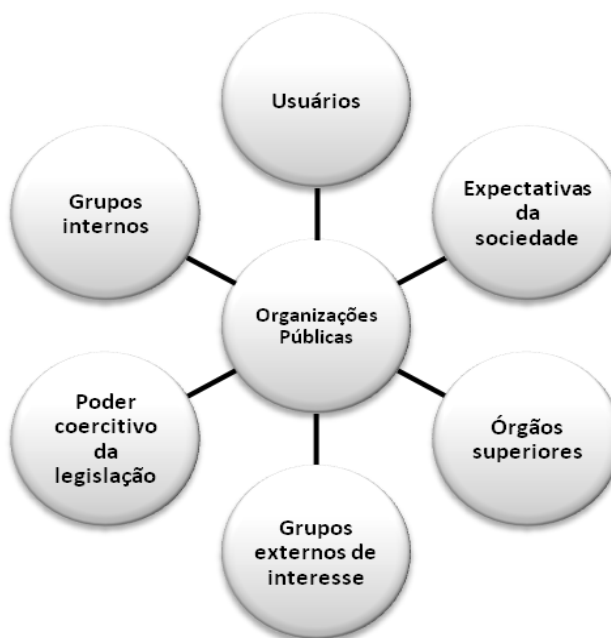 Usuários
Grupos
internos
Expectativas
da
sociedade
Organizações
Públicas
Poder
coercitivo
da
legislação
Órgãos
superiores
Grupos
externos de
interesse